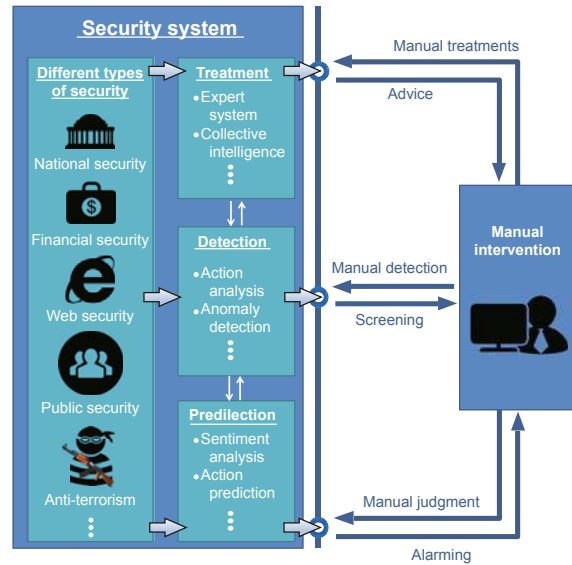 Security system
Different types
of security
National security
$
Financial security
Web security
Public security
Anti-terrorism
Treatment
•Expert
system
•Collective
intelligence
Detection
•Action
analysis
•Anomaly
detection
Predilection
•Sentiment
analysis
•Action
prediction
Manual treatments
Advice
Manual detection
Screening
Manual judgment
Alarming
Manual
intervention